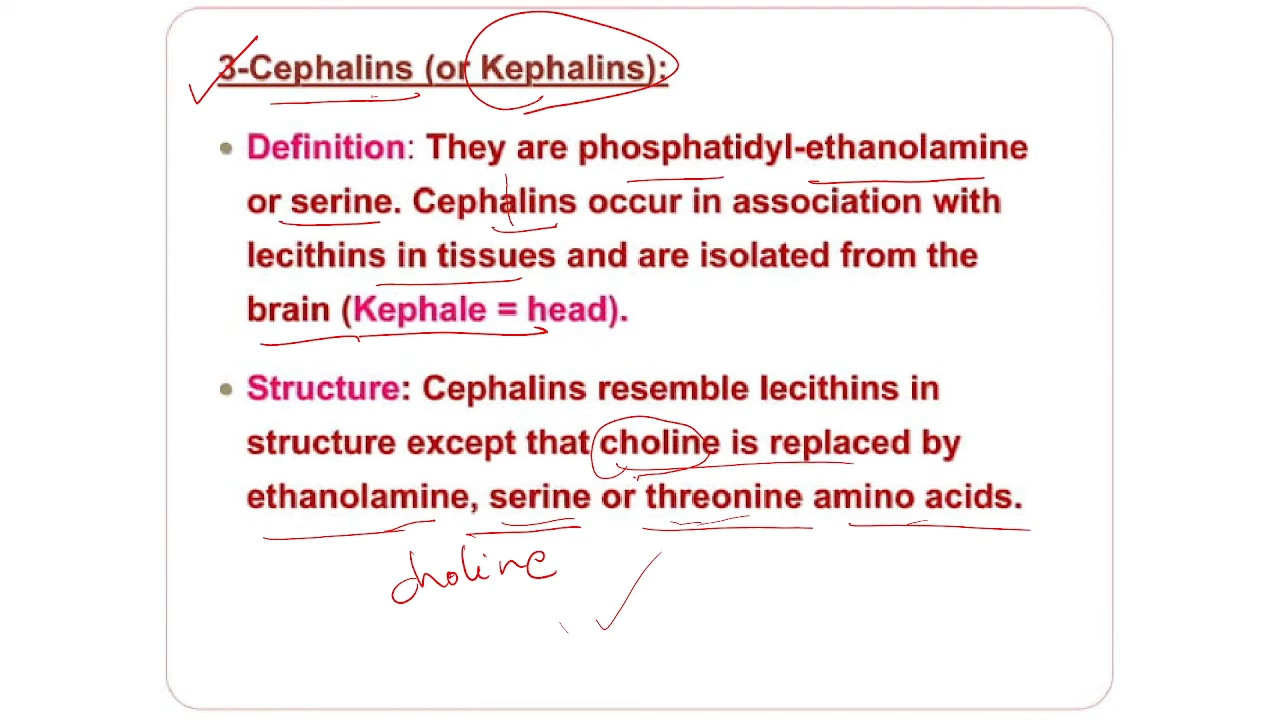 3-Cephalins (or Kephalins):
• Definition: They are phosphatidyl-ethanolamine
or serine. Cephalins occur in association with
lecithins in tissues and are isolated from the
brain (Kephale = head).
• Structure: Cephalins resemble lecithins in
structure except that choline is replaced by
ethanolamine, serine or threonine amino acids.
choline